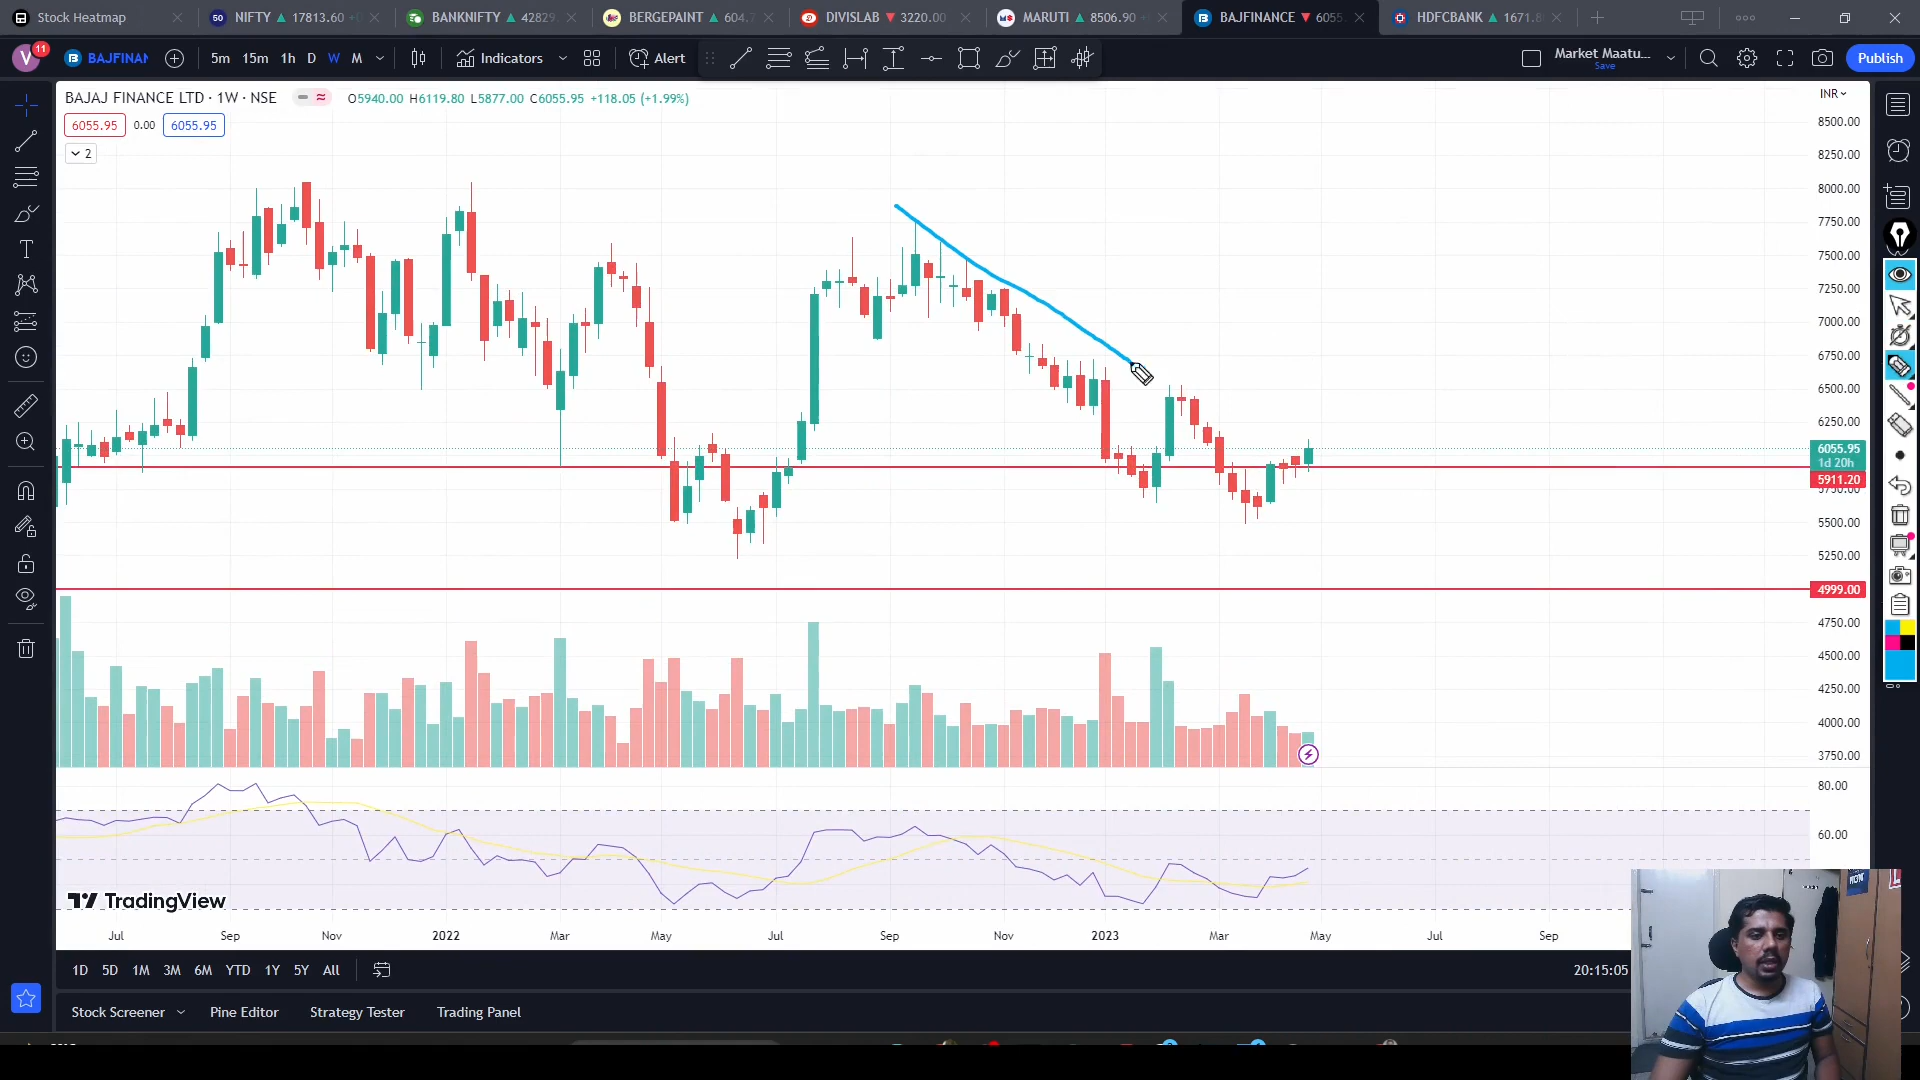 Stock Heatmap
50 NIFTY ▲ 17813.60
BANKNIFTY ▲ 42829
BERGEPAINT ▲ 604.
DIVISLAB ▼ 3220.00
MARUTI ▲ 8506.90
BAJFINANCE ▼ 6055
HDFCBANK ▲ 1671.8
V 11 BAJFINAN
5m 15m 1h D W M
Indicators
Alert
Market Maatu...
Save
Publish
BAJAJ FINANCE LTD · 1W · NSE
O5940.00 H6119.80 L5877.00 C6055.95 +118.05 (+1.99%)
6055.95 0.00 6055.95
2
INR
8500.00
8250.00
8000.00
7750.00
7500.00
7250.00
7000.00
6750.00
6500.00
6250.00
6055.95
1d 20h
5911.20
5750.00
5500.00
5250.00
4999.00
4750.00
4500.00
4250.00
4000.00
3750.00
80.00
60.00
TradingView
Jul Sep Nov 2022 Mar May Jul Sep Nov 2023 Mar May Jul Sep
1D 5D 1M 3M 6M YTD 1Y 5Y All
20:15:05
Stock Screener Pine Editor Strategy Tester Trading Panel